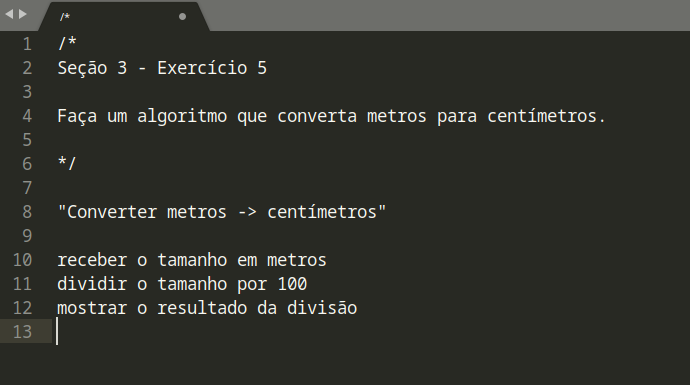 /*
1 /*
2 Seção 3 - Exercício 5
3
4 Faça um algoritmo que converta metros para centímetros.
5
6 */
7
8 "Converter metros -> centímetros"
9
10 receber o tamanho em metros
11 dividir o tamanho por 100
12 mostrar o resultado da divisão
13